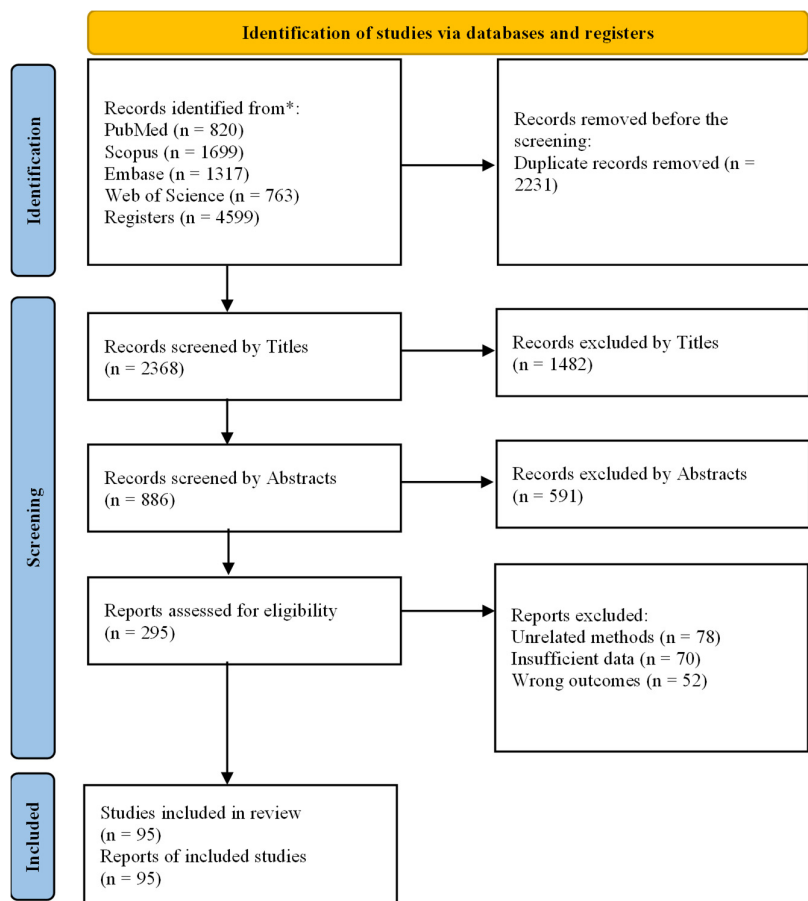 Identification of studies via databases and registers
Identification
Records identified from*:
PubMed (n = 820)
Scopus (n = 1699)
Embase (n = 1317)
Web of Science (n = 763)
Registers (n = 4599)
Records removed before the
screening:
Duplicate records removed (n =
2231)
Screening
Records screened by Titles
(n = 2368)
Records excluded by Titles
(n = 1482)
Records screened by Abstracts
(n = 886)
Records excluded by Abstracts
(n = 591)
Reports assessed for eligibility
(n = 295)
Reports excluded:
Unrelated methods (n = 78)
Insufficient data (n = 70)
Wrong outcomes (n = 52)
Included
Studies included in review
(n = 95)
Reports of included studies
(n = 95)